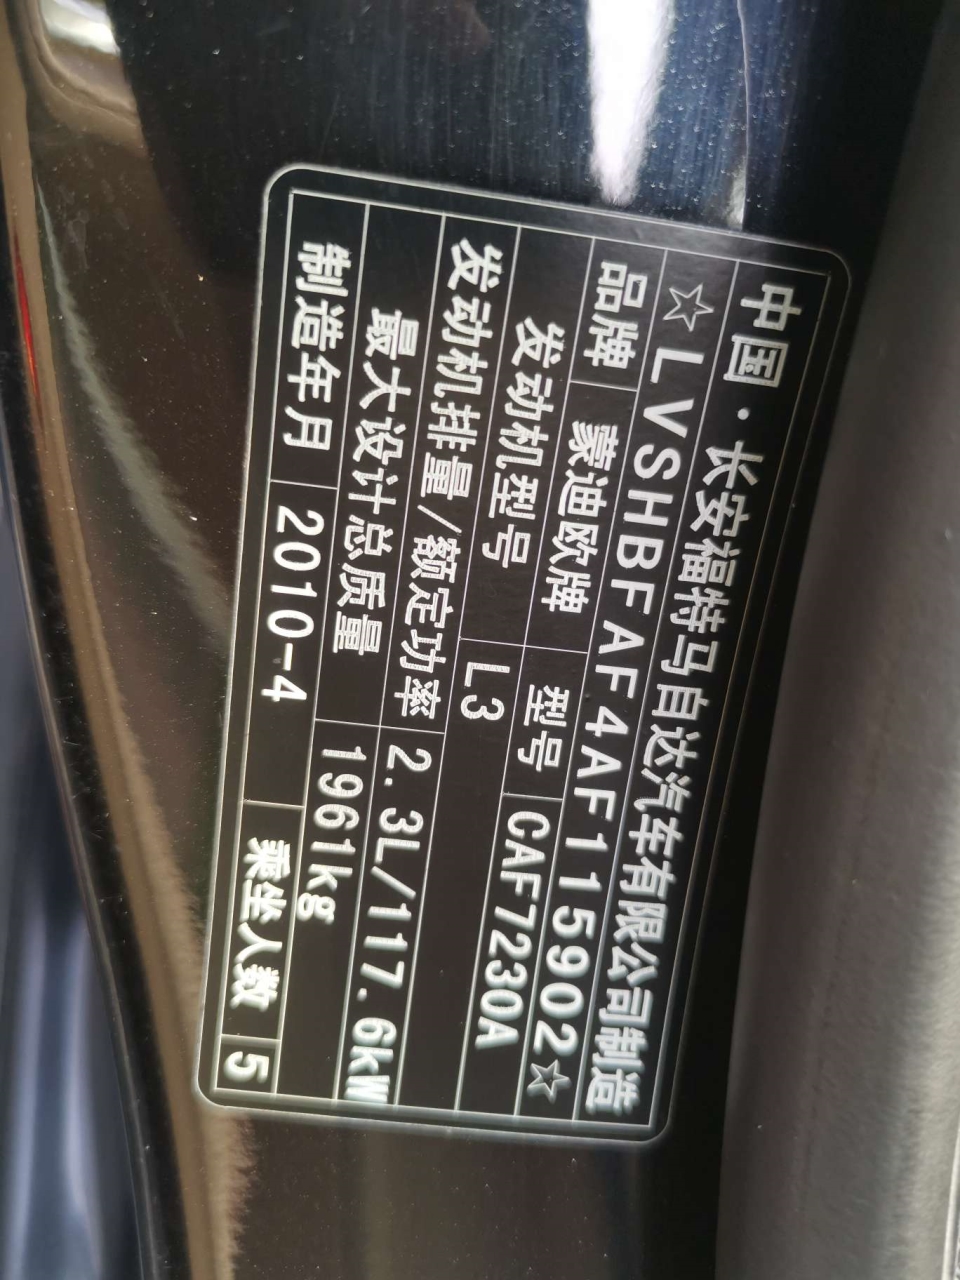 中国·长安福特马自达汽车有限公司制造
☆LVSHBFAF4AF115902☆
品牌 蒙迪欧牌 型号 CAF7230A
发动机型号 L3
发动机排量/额定功率 2.3L/117.6kW
最大设计总质量 1961kg
制造年月 2010-4 乘坐人数 5